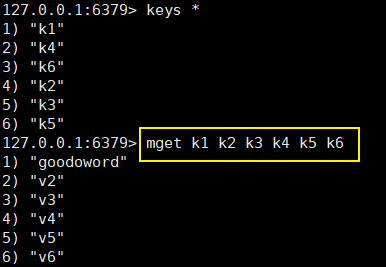 127.0.0.1:6379> keys *
1) "k1"
2) "k4"
3) "k6"
4) "k2"
5) "k3"
6) "k5"
127.0.0.1:6379> mget k1 k2 k3 k4 k5 k6
1) "goodoword"
2) "v2"
3) "v3"
4) "v4"
5) "v5"
6) "v6"